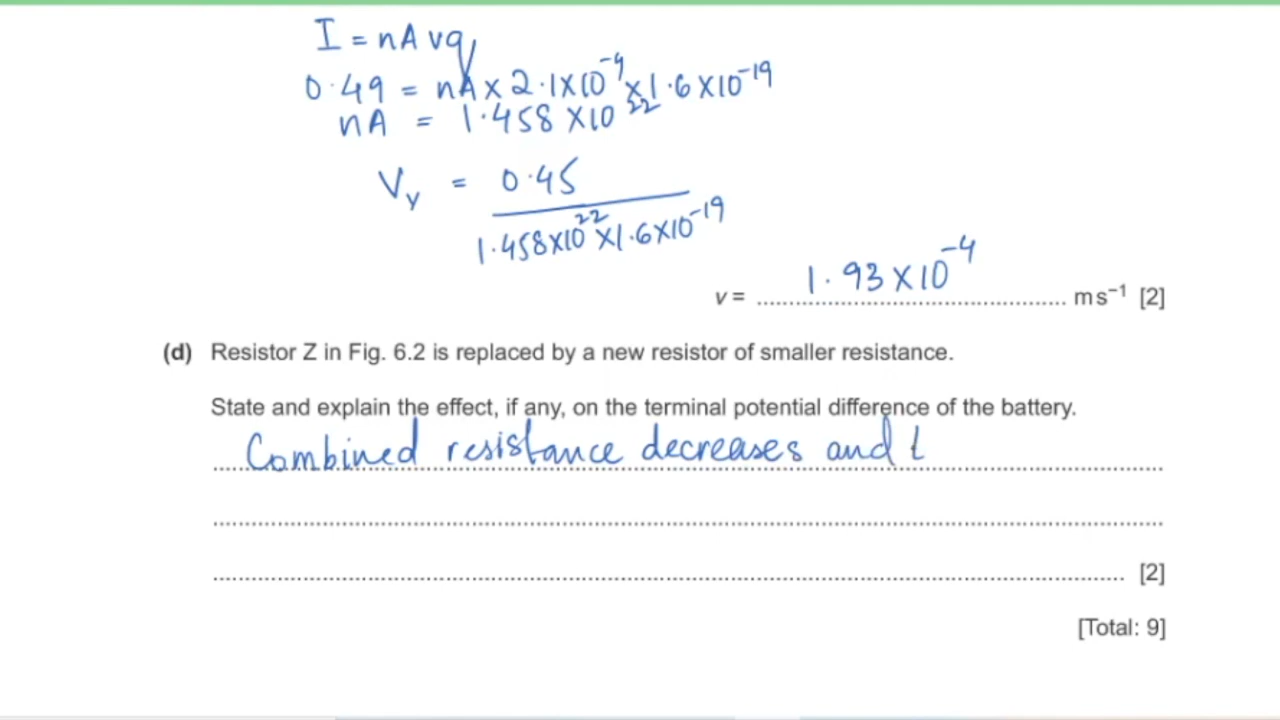 I = nAvq
0.49 = nA × 2.1×10⁻⁴ × 1.6×10⁻¹⁹
nA = 1.458 ×10²²
Vy = 0.45
1.458×10²² ×1.6×10⁻¹⁹
v = 1.93 ×10⁻⁴ ms⁻¹ [2]
(d) Resistor Z in Fig. 6.2 is replaced by a new resistor of smaller resistance.
State and explain the effect, if any, on the terminal potential difference of the battery.
Combined resistance decreases and t
[2]
[Total: 9]